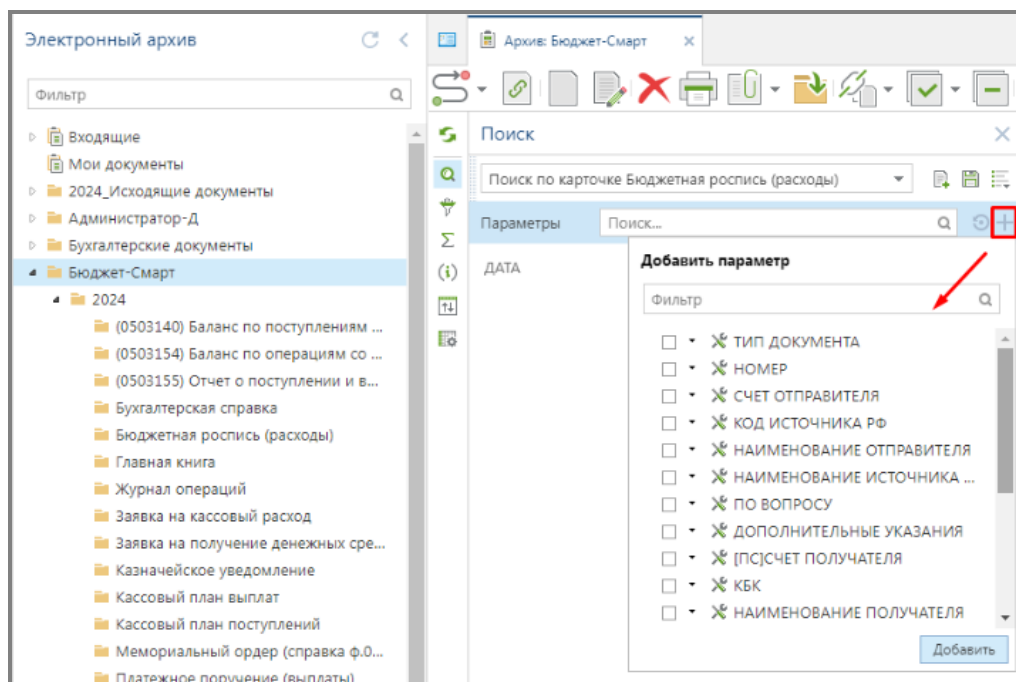 Электронный архив
Фильтр
Входящие
Мои документы
2024_Исходящие документы
Администратор-Д
Бухгалтерские документы
Бюджет-Смарт
2024
(0503140) Баланс по поступлениям ...
(0503154) Баланс по операциям со ...
(0503155) Отчет о поступлении и в...
Бухгалтерская справка
Бюджетная роспись (расходы)
Главная книга
Журнал операций
Заявка на кассовый расход
Заявка на получение денежных сре...
Казначейское уведомление
Кассовый план выплат
Кассовый план поступлений
Мемориальный ордер (справка ф.0...
Платежное поручение (выплаты)
Архив: Бюджет-Смарт
Поиск
Поиск по карточке Бюджетная роспись (расходы)
Параметры
Поиск...
ДАТА
Добавить параметр
Фильтр
ТИП ДОКУМЕНТА
НОМЕР
СЧЕТ ОТПРАВИТЕЛЯ
КОД ИСТОЧНИКА РФ
НАИМЕНОВАНИЕ ОТПРАВИТЕЛЯ
НАИМЕНОВАНИЕ ИСТОЧНИКА ...
ПО ВОПРОСУ
ДОПОЛНИТЕЛЬНЫЕ УКАЗАНИЯ
[ПС]СЧЕТ ПОЛУЧАТЕЛЯ
КБК
НАИМЕНОВАНИЕ ПОЛУЧАТЕЛЯ
Добавить